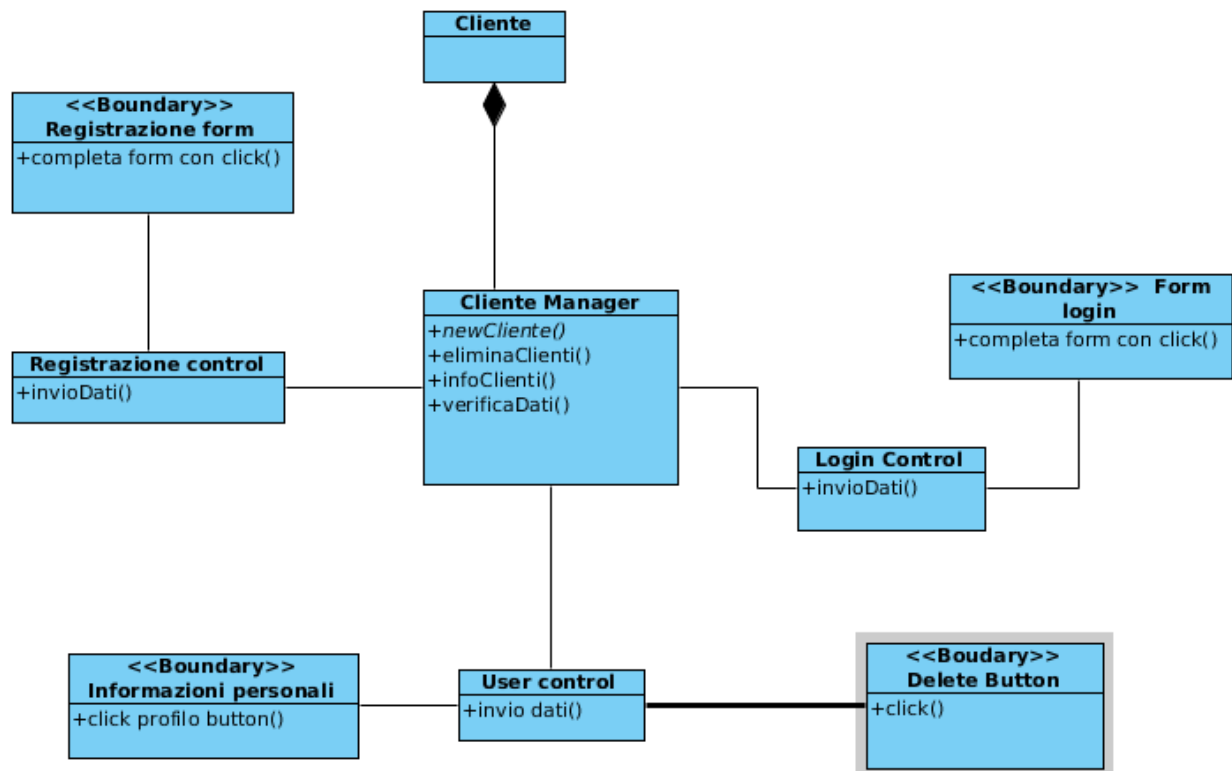 Cliente
<<Boundary>>
Registrazione form
+completa form con click()
Cliente Manager
+newCliente()
+eliminaClienti()
+infoClienti()
+verificaDati()
<<Boundary>> Form
login
+completa form con click()
Registrazione control
+invioDati()
Login Control
+invioDati()
<<Boundary>>
Informazioni personali
+click profilo button()
User control
+invio dati()
<<Boudary>>
Delete Button
+click()